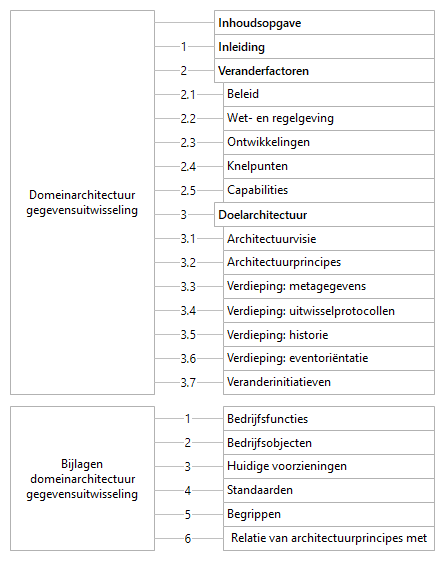 Domeinarchitectuur
gegevensuitwisseling
Inhoudsopgave
1 Inleiding
2 Veranderfactoren
2.1 Beleid
2.2 Wet- en regelgeving
2.3 Ontwikkelingen
2.4 Knelpunten
2.5 Capabilities
3 Doelarchitectuur
3.1 Architectuurvisie
3.2 Architectuurprincipes
3.3 Verdieping: metagegevens
3.4 Verdieping: uitwisselprotocollen
3.5 Verdieping: historie
3.6 Verdieping: eventoriëntatie
3.7 Veranderinitiatieven
Bijlagen
domeinarchitectuur
gegevensuitwisseling
1 Bedrijfsfuncties
2 Bedrijfsobjecten
3 Huidige voorzieningen
4 Standaarden
5 Begrippen
6 Relatie van architectuurprincipes met